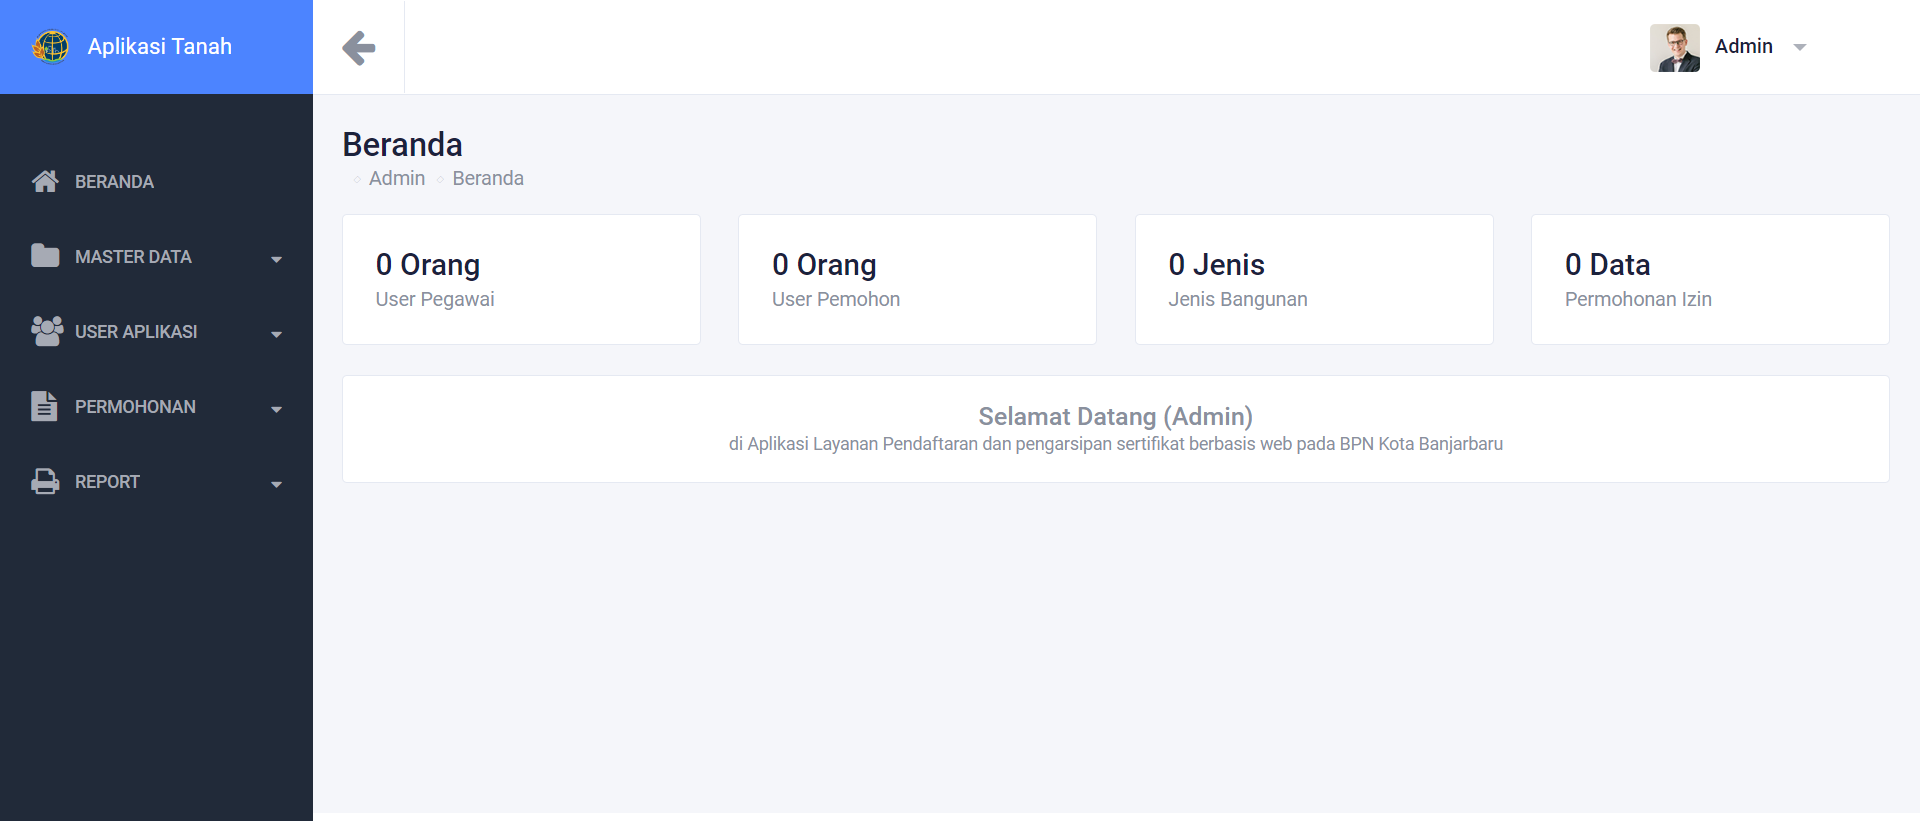 Aplikasi Tanah
Admin
BERANDA
MASTER DATA
USER APLIKASI
PERMOHONAN
REPORT
Beranda
Admin Beranda
0 Orang
User Pegawai
0 Orang
User Pemohon
0 Jenis
Jenis Bangunan
0 Data
Permohonan Izin
Selamat Datang (Admin)
di Aplikasi Layanan Pendaftaran dan pengarsipan sertifikat berbasis web pada BPN Kota Banjarbaru